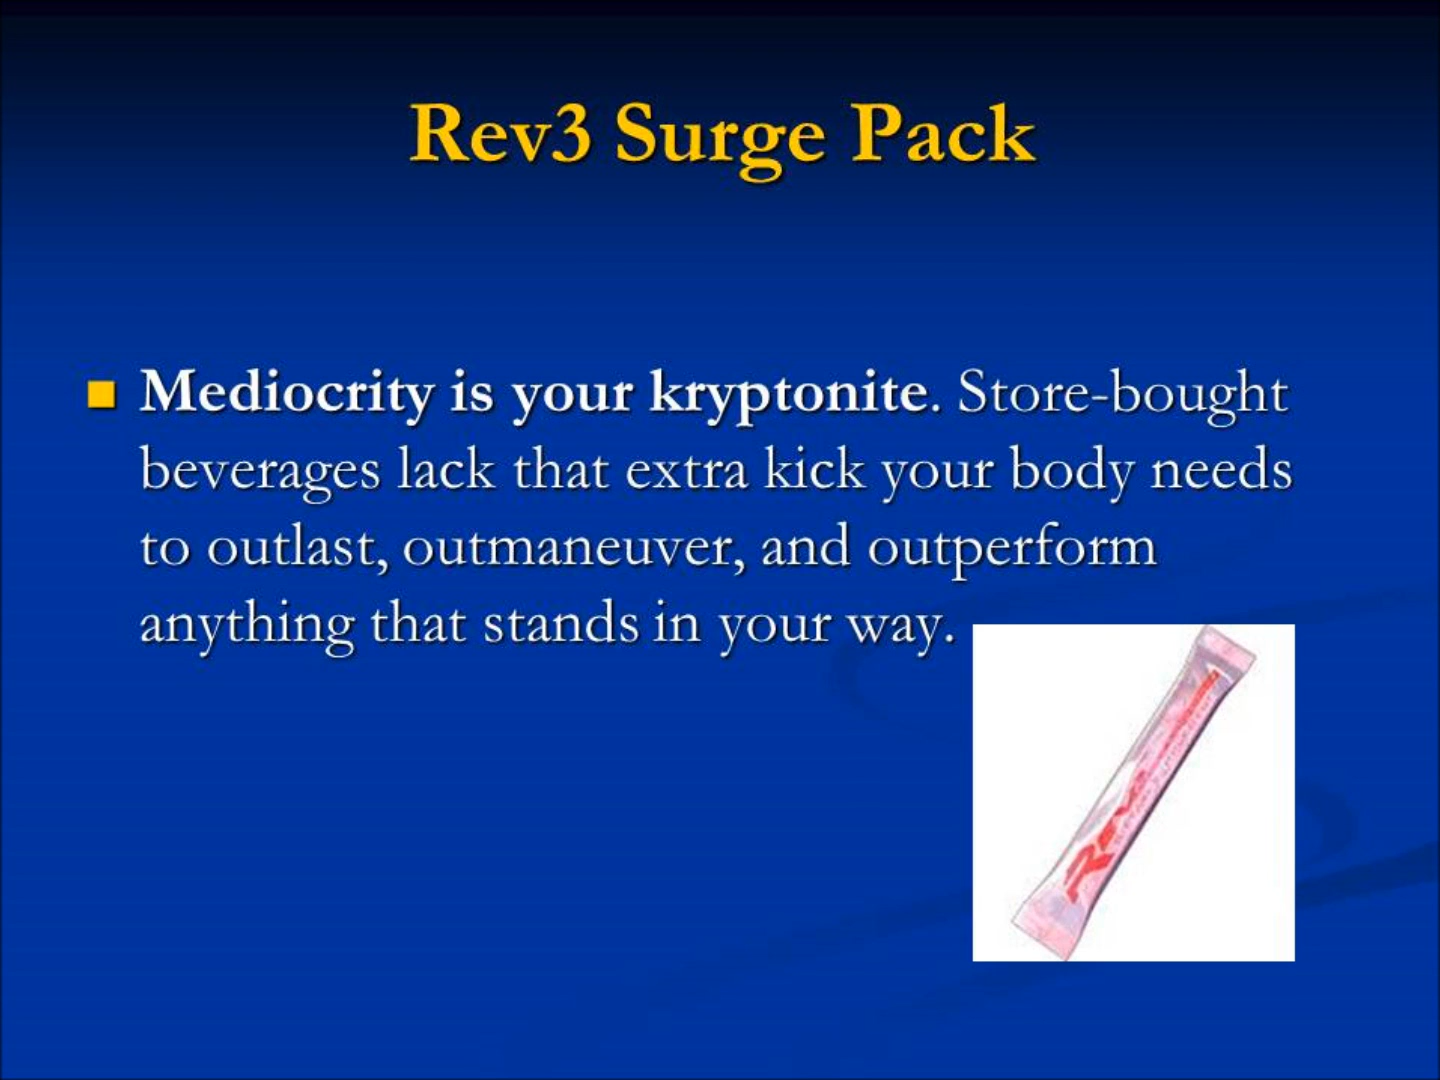 Rev3 Surge Pack
Mediocrity is your kryptonite. Store-bought
beverages lack that extra kick your body needs
to outlast, outmaneuver, and outperform
anything that stands in your way.